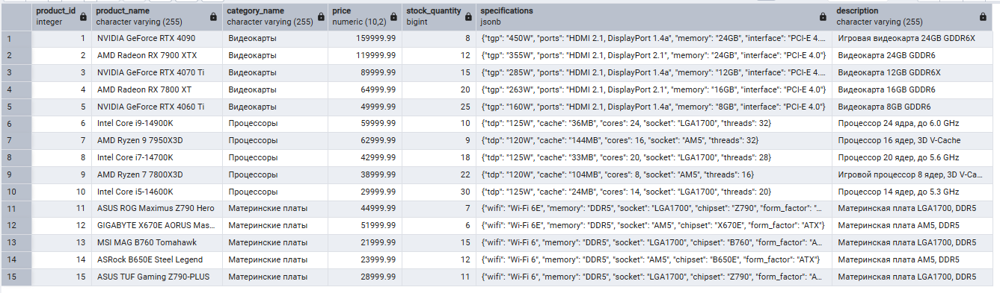 product_id product_name category_name price stock_quantity specifications description
integer character varying (255) character varying (255) numeric (10,2) bigint jsonb character varying (255)
1 1 NVIDIA GeForce RTX 4090 Видеокарты 159999.99 8 {"tgp": "450W", "ports": "HDMI 2.1, DisplayPort 1.4a", "memory": "24GB", "interface": "PCI-E 4.... Игровая видеокарта 24GB GDDR6X
2 2 AMD Radeon RX 7900 XTX Видеокарты 119999.99 12 {"tgp": "355W", "ports": "HDMI 2.1, DisplayPort 2.1", "memory": "24GB", "interface": "PCI-E 4.0"} Видеокарта 24GB GDDR6
3 3 NVIDIA GeForce RTX 4070 Ti Видеокарты 89999.99 15 {"tgp": "285W", "ports": "HDMI 2.1, DisplayPort 1.4a", "memory": "12GB", "interface": "PCI-E 4.... Видеокарта 12GB GDDR6X
4 4 AMD Radeon RX 7800 XT Видеокарты 64999.99 20 {"tgp": "263W", "ports": "HDMI 2.1, DisplayPort 2.1", "memory": "16GB", "interface": "PCI-E 4.0"} Видеокарта 16GB GDDR6
5 5 NVIDIA GeForce RTX 4060 Ti Видеокарты 49999.99 25 {"tgp": "160W", "ports": "HDMI 2.1, DisplayPort 1.4a", "memory": "8GB", "interface": "PCI-E 4.0"} Видеокарта 8GB GDDR6
6 6 Intel Core i9-14900K Процессоры 59999.99 10 {"tdp": "125W", "cache": "36MB", "cores": 24, "socket": "LGA1700", "threads": 32} Процессор 24 ядра, до 6.0 GHz
7 7 AMD Ryzen 9 7950X3D Процессоры 62999.99 9 {"tdp": "120W", "cache": "144MB", "cores": 16, "socket": "AM5", "threads": 32} Процессор 16 ядер, 3D V-Cache
8 8 Intel Core i7-14700K Процессоры 42999.99 18 {"tdp": "125W", "cache": "33MB", "cores": 20, "socket": "LGA1700", "threads": 28} Процессор 20 ядер, до 5.6 GHz
9 9 AMD Ryzen 7 7800X3D Процессоры 38999.99 22 {"tdp": "120W", "cache": "104MB", "cores": 8, "socket": "AM5", "threads": 16} Игровой процессор 8 ядер, 3D V-Ca...
10 10 Intel Core i5-14600K Процессоры 29999.99 30 {"tdp": "125W", "cache": "24MB", "cores": 14, "socket": "LGA1700", "threads": 20} Процессор 14 ядер, до 5.3 GHz
11 11 ASUS ROG Maximus Z790 Hero Материнские платы 44999.99 7 {"wifi": "Wi-Fi 6E", "memory": "DDR5", "socket": "LGA1700", "chipset": "Z790", "form_factor": "... Материнская плата LGA1700, DDR5
12 12 GIGABYTE X670E AORUS Mas... Материнские платы 51999.99 6 {"wifi": "Wi-Fi 6E", "memory": "DDR5", "socket": "AM5", "chipset": "X670E", "form_factor": "ATX"} Материнская плата AM5, DDR5
13 13 MSI MAG B760 Tomahawk Материнские платы 21999.99 15 {"wifi": "Wi-Fi 6", "memory": "DDR5", "socket": "LGA1700", "chipset": "B760", "form_factor": "A... Материнская плата LGA1700, DDR5
14 14 ASRock B650E Steel Legend Материнские платы 23999.99 12 {"wifi": "Wi-Fi 6", "memory": "DDR5", "socket": "AM5", "chipset": "B650E", "form_factor": "ATX"} Материнская плата AM5, DDR5
15 15 ASUS TUF Gaming Z790-PLUS Материнские платы 28999.99 11 {"wifi": "Wi-Fi 6", "memory": "DDR5", "socket": "LGA1700", "chipset": "Z790", "form_factor": "A... Материнская плата LGA1700, DDR5